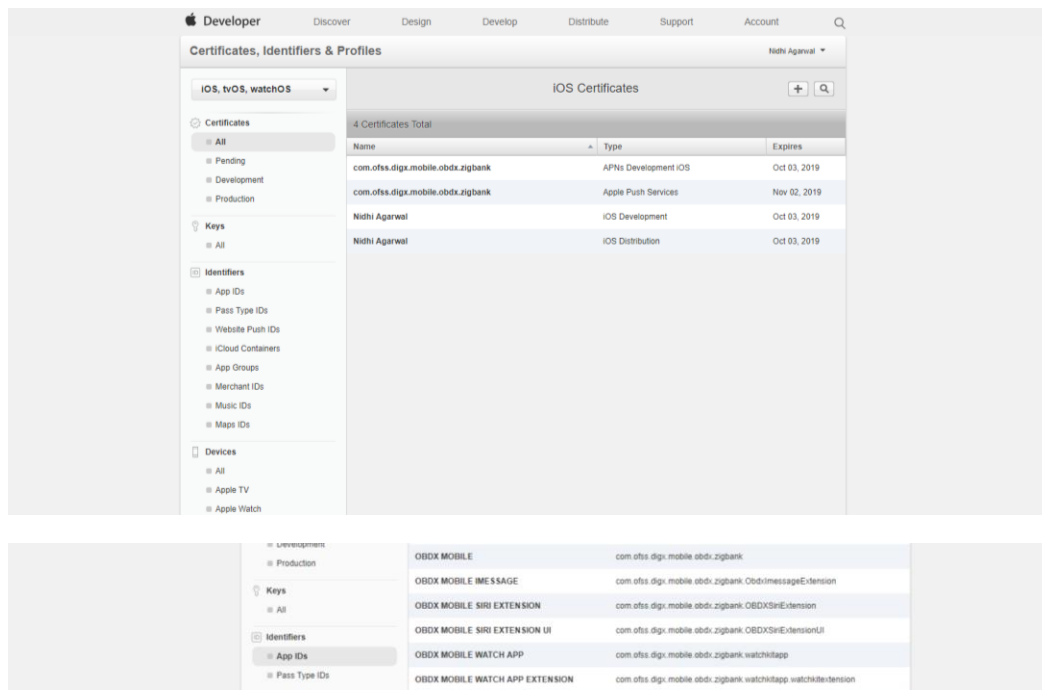 Developer Discover Design Develop Distribute Support Account
Certificates, Identifiers & Profiles Nidhi Agarwal
iOS, tvOS, watchOS
iOS Certificates
Certificates
All
Pending
Development
Production
Keys
All
Identifiers
App IDs
Pass Type IDs
Website Push IDs
iCloud Containers
App Groups
Merchant IDs
Music IDs
Maps IDs
Devices
All
Apple TV
Apple Watch
4 Certificates Total
Name Type Expires
com.ofss.digx.mobile.obdx.zigbank APNs Development iOS Oct 03, 2019
com.ofss.digx.mobile.obdx.zigbank Apple Push Services Nov 02, 2019
Nidhi Agarwal iOS Development Oct 03, 2019
Nidhi Agarwal iOS Distribution Oct 03, 2019
Development
Production
Keys
All
Identifiers
App IDs
Pass Type IDs
OBDX MOBILE com.ofss.digx.mobile.obdx.zigbank
OBDX MOBILE IMESSAGE com.ofss.digx.mobile.obdx.zigbank.ObdxImessageExtension
OBDX MOBILE SIRI EXTENSION com.ofss.digx.mobile.obdx.zigbank.OBDXSiriExtension
OBDX MOBILE SIRI EXTENSION UI com.ofss.digx.mobile.obdx.zigbank.OBDXSiriExtensionUI
OBDX MOBILE WATCH APP com.ofss.digx.mobile.obdx.zigbank.watchkitapp
OBDX MOBILE WATCH APP EXTENSION com.ofss.digx.mobile.obdx.zigbank.watchkitapp.watchkitextension